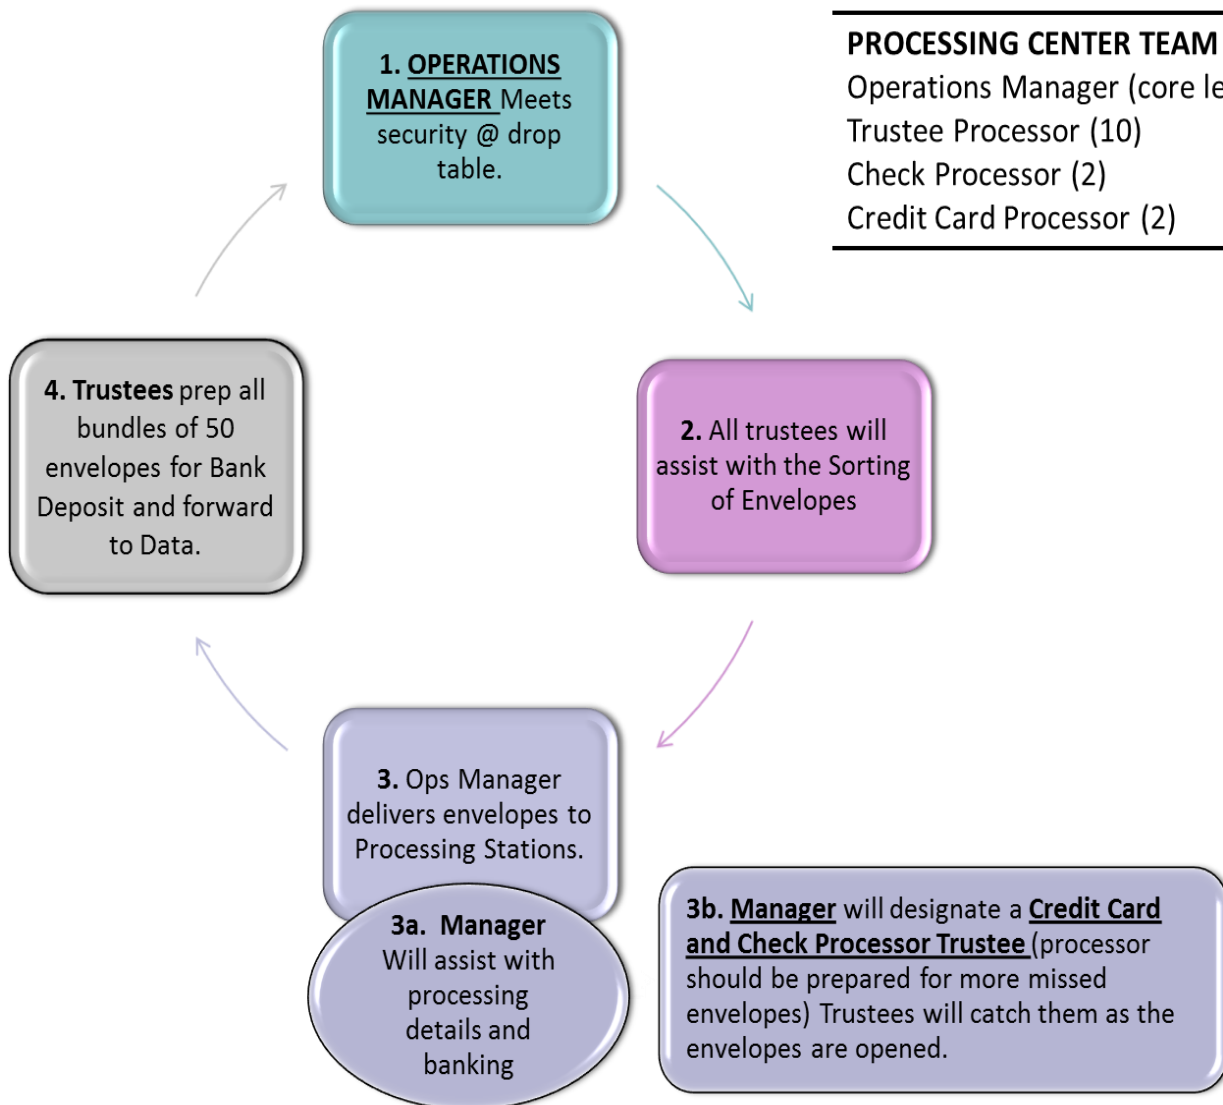 1. OPERATIONS
MANAGER Meets
security @ drop
table.
PROCESSING CENTER TEAM
Operations Manager (core le
Trustee Processor (10)
Check Processor (2)
Credit Card Processor (2)
2. All trustees will
assist with the Sorting
of Envelopes
3. Ops Manager
delivers envelopes to
Processing Stations.
3a. Manager
Will assist with
processing
details and
banking
3b. Manager will designate a Credit Card
and Check Processor Trustee (processor
should be prepared for more missed
envelopes) Trustees will catch them as the
envelopes are opened.
4. Trustees prep all
bundles of 50
envelopes for Bank
Deposit and forward
to Data.